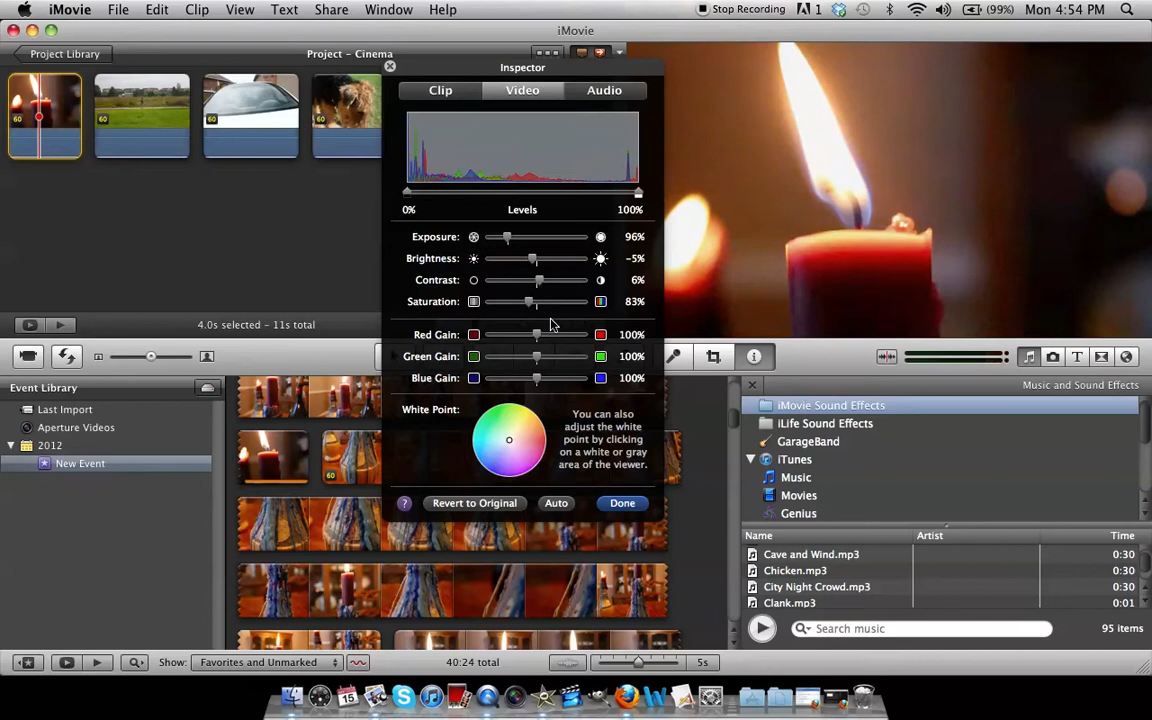 iMovie File Edit Clip View Text Share Window Help Stop Recording 1 (99%) Mon 4:54 PM
iMovie
Project Library Project – Cinema
Inspector
Clip Video Audio
60 60 60
0% Levels 100%
Exposure: 96%
Brightness: -5%
Contrast: 6%
Saturation: 83%
4.0s selected – 11s total
Red Gain: 100%
Green Gain: 100%
Blue Gain: 100%
White Point:
You can also
adjust the white
point by clicking
on a white or gray
area of the viewer.
? Revert to Original Auto Done
Event Library
Last Import
Aperture Videos
2012
New Event
60
Music and Sound Effects
iMovie Sound Effects
iLife Sound Effects
GarageBand
iTunes
Music
Movies
Genius
Name Artist Time
Cave and Wind.mp3 0:30
Chicken.mp3 0:30
City Night Crowd.mp3 0:30
Clank.mp3 0:01
Search music 95 items
Show: Favorites and Unmarked 40:24 total 5s
15